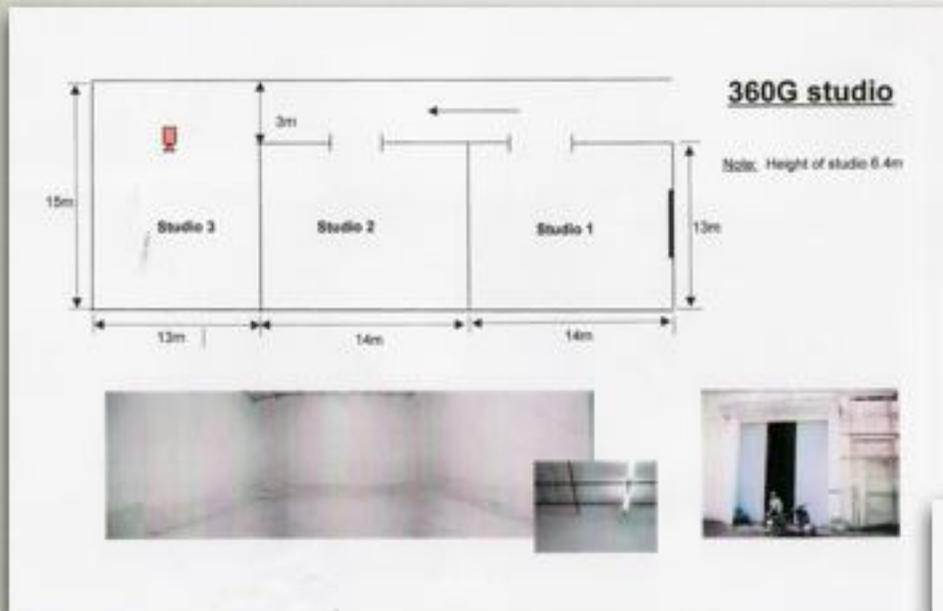 360G studio
3m
Note: Height of studio 6.4m
15m
Studio 3
Studio 2
Studio 1
13m
13m
14m
14m